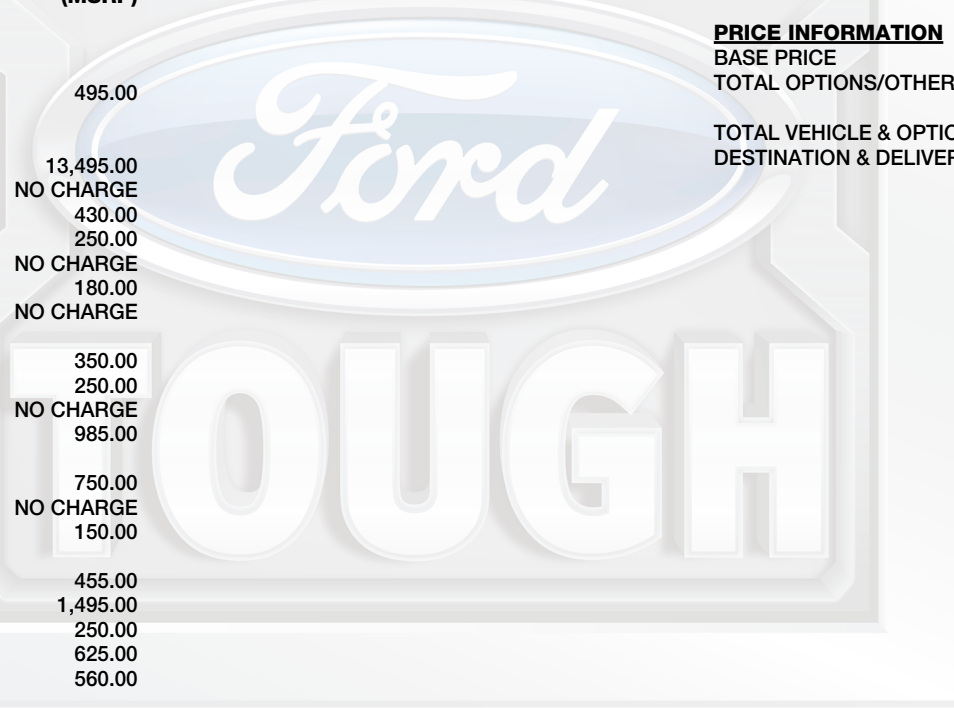 (MSRP)
495.00
13,495.00
NO CHARGE
430.00
250.00
NO CHARGE
180.00
NO CHARGE
350.00
250.00
NO CHARGE
985.00
750.00
NO CHARGE
150.00
455.00
1,495.00
250.00
625.00
560.00
PRICE INFORMATION
BASE PRICE
TOTAL OPTIONS/OTHER
TOTAL VEHICLE & OPTIO
DESTINATION & DELIVER
Ford
TOUGH